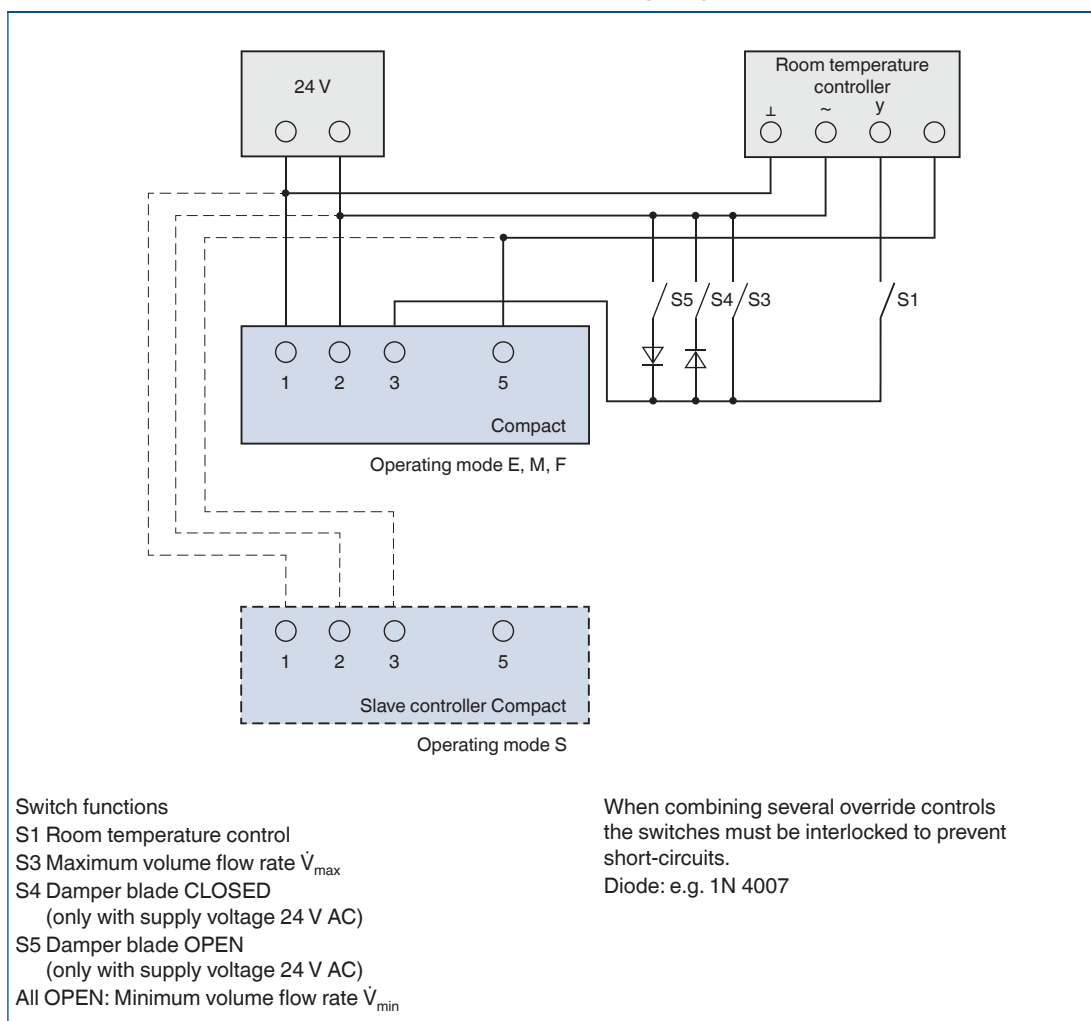 24 V
Room temperature
controller
⊥ ~ y
S5 S4 S3 S1
1 2 3 5
Compact
Operating mode E, M, F
1 2 3 5
Slave controller Compact
Operating mode S
Switch functions
S1 Room temperature control
S3 Maximum volume flow rate V̇max
S4 Damper blade CLOSED
(only with supply voltage 24 V AC)
S5 Damper blade OPEN
(only with supply voltage 24 V AC)
All OPEN: Minimum volume flow rate V̇min
When combining several override controls
the switches must be interlocked to prevent
short-circuits.
Diode: e.g. 1N 4007